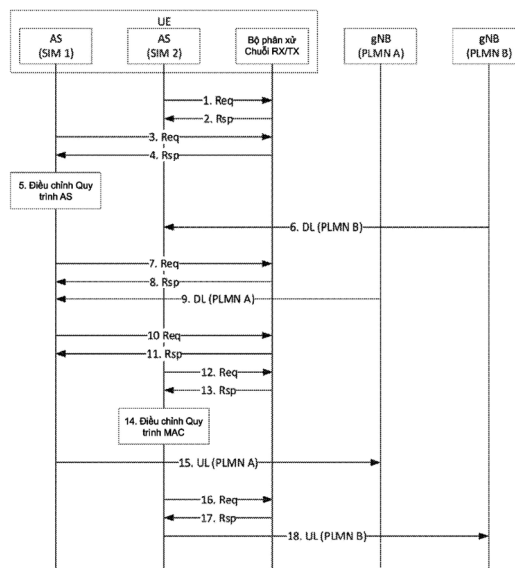 UE
AS
(SIM 1)
AS
(SIM 2)
Bộ phân xử
Chuỗi RX/TX
gNB
(PLMN A)
gNB
(PLMN B)
1. Req
2. Rsp
3. Req
4. Rsp
5. Điều chỉnh Quy
trình AS
6. DL (PLMN B)
7. Req
8. Rsp
9. DL (PLMN A)
10 Req
11. Rsp
12. Req
13. Rsp
14. Điều chỉnh Quy
trình MAC
15. UL (PLMN A)
16. Req
17. Rsp
18. UL (PLMN B)